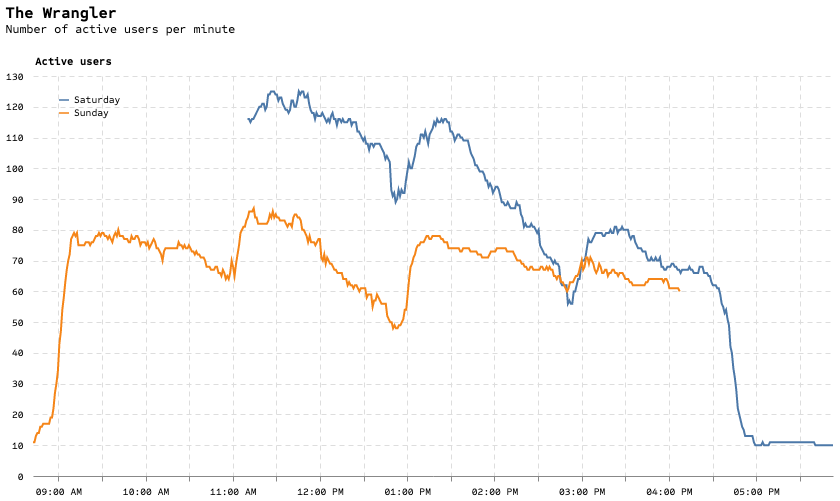 The Wrangler
Number of active users per minute
Active users
130
Saturday
120
Sunday
110
100
90
80
70
60
50
40
30
20
10
0
09:00 AM 10:00 AM 11:00 AM 12:00 PM 01:00 PM 02:00 PM 03:00 PM 04:00 PM 05:00 PM